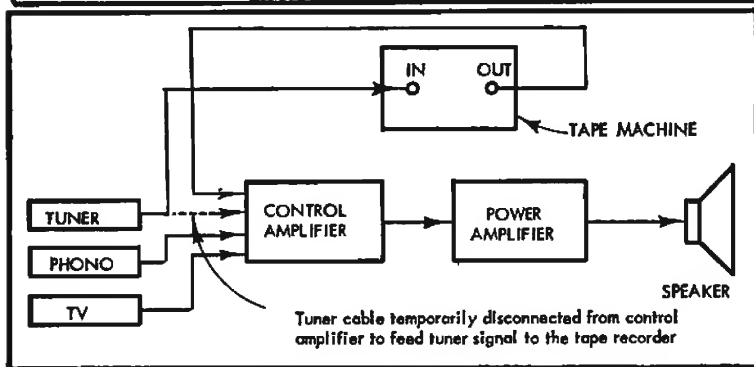 IN OUT
TAPE MACHINE
TUNER
CONTROL
AMPLIFIER
POWER
AMPLIFIER
PHONO
TV
SPEAKER
Tuner cable temporarily disconnected from control
amplifier to feed tuner signal to the tape recorder